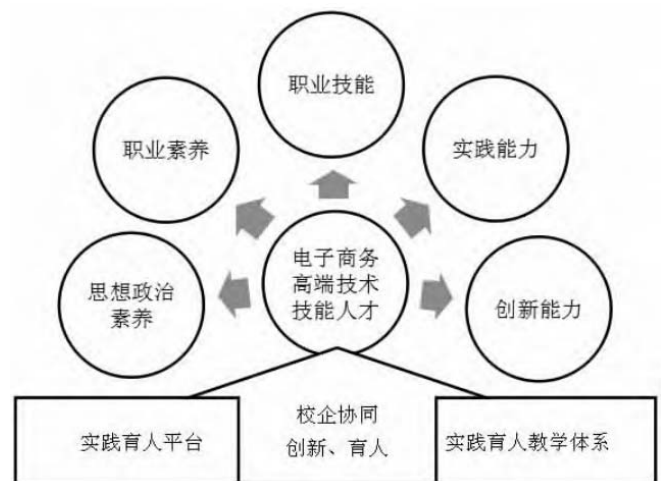 职业技能
职业素养
实践能力
电子商务
高端技术
技能人才
思想政治
素养
创新能力
校企协同
创新、育人
实践育人平台
实践育人教学体系